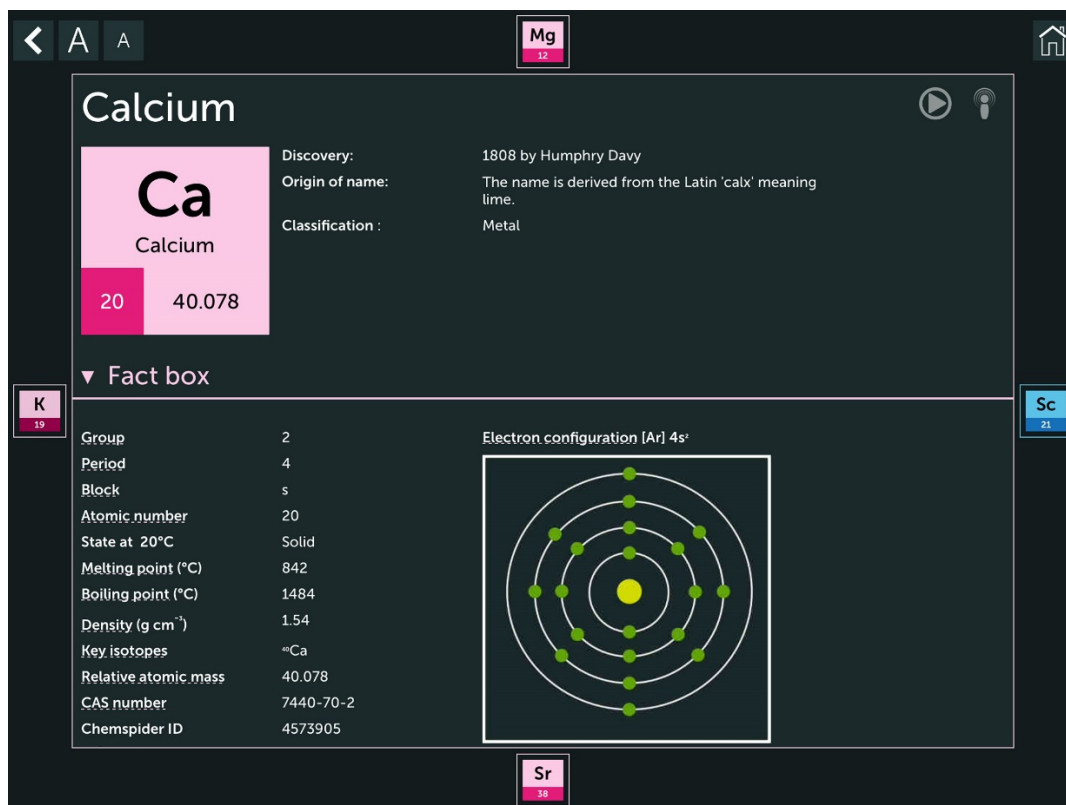 A A
Mg
12
Calcium
Ca
Calcium
20 40.078
Discovery: 1808 by Humphry Davy
Origin of name: The name is derived from the Latin 'calx' meaning
lime.
Classification : Metal
▼ Fact box
K
19
Sc
21
Group 2
Period 4
Block s
Atomic number 20
State at 20°C Solid
Melting point (°C) 842
Boiling point (°C) 1484
Density (g cm⁻³) 1.54
Key isotopes ⁴⁰Ca
Relative atomic mass 40.078
CAS number 7440-70-2
Chemspider ID 4573905
Electron configuration [Ar] 4s²
Sr
38